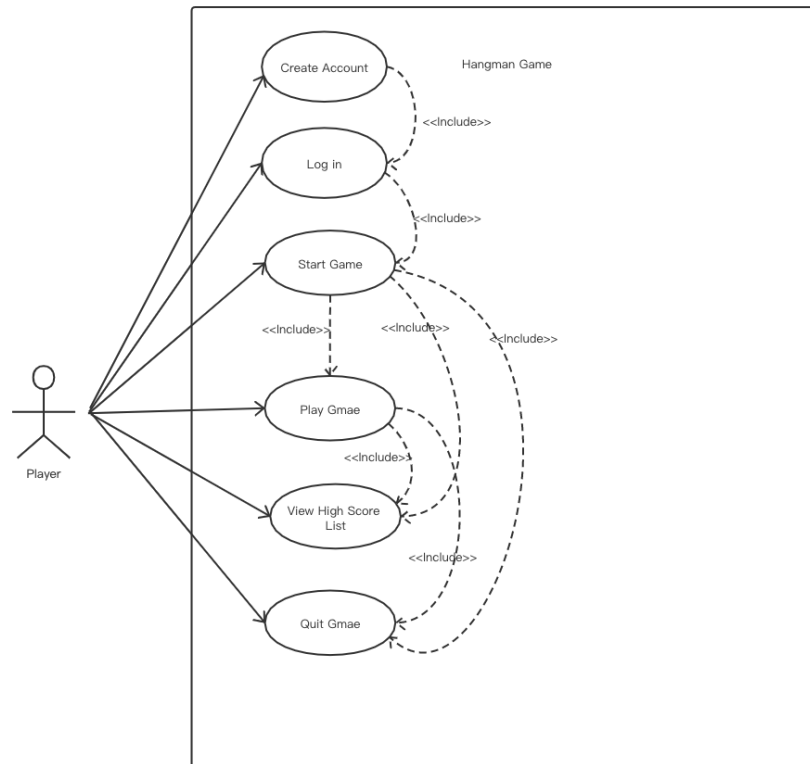 Create Account
Hangman Game
<<Include>>
Log in
<<Include>>
Start Game
<<Include>>
<<Include>>
<<Include>>
Play Gmae
<<Include>>
Player
View High Score
List
<<Include>>
Quit Gmae